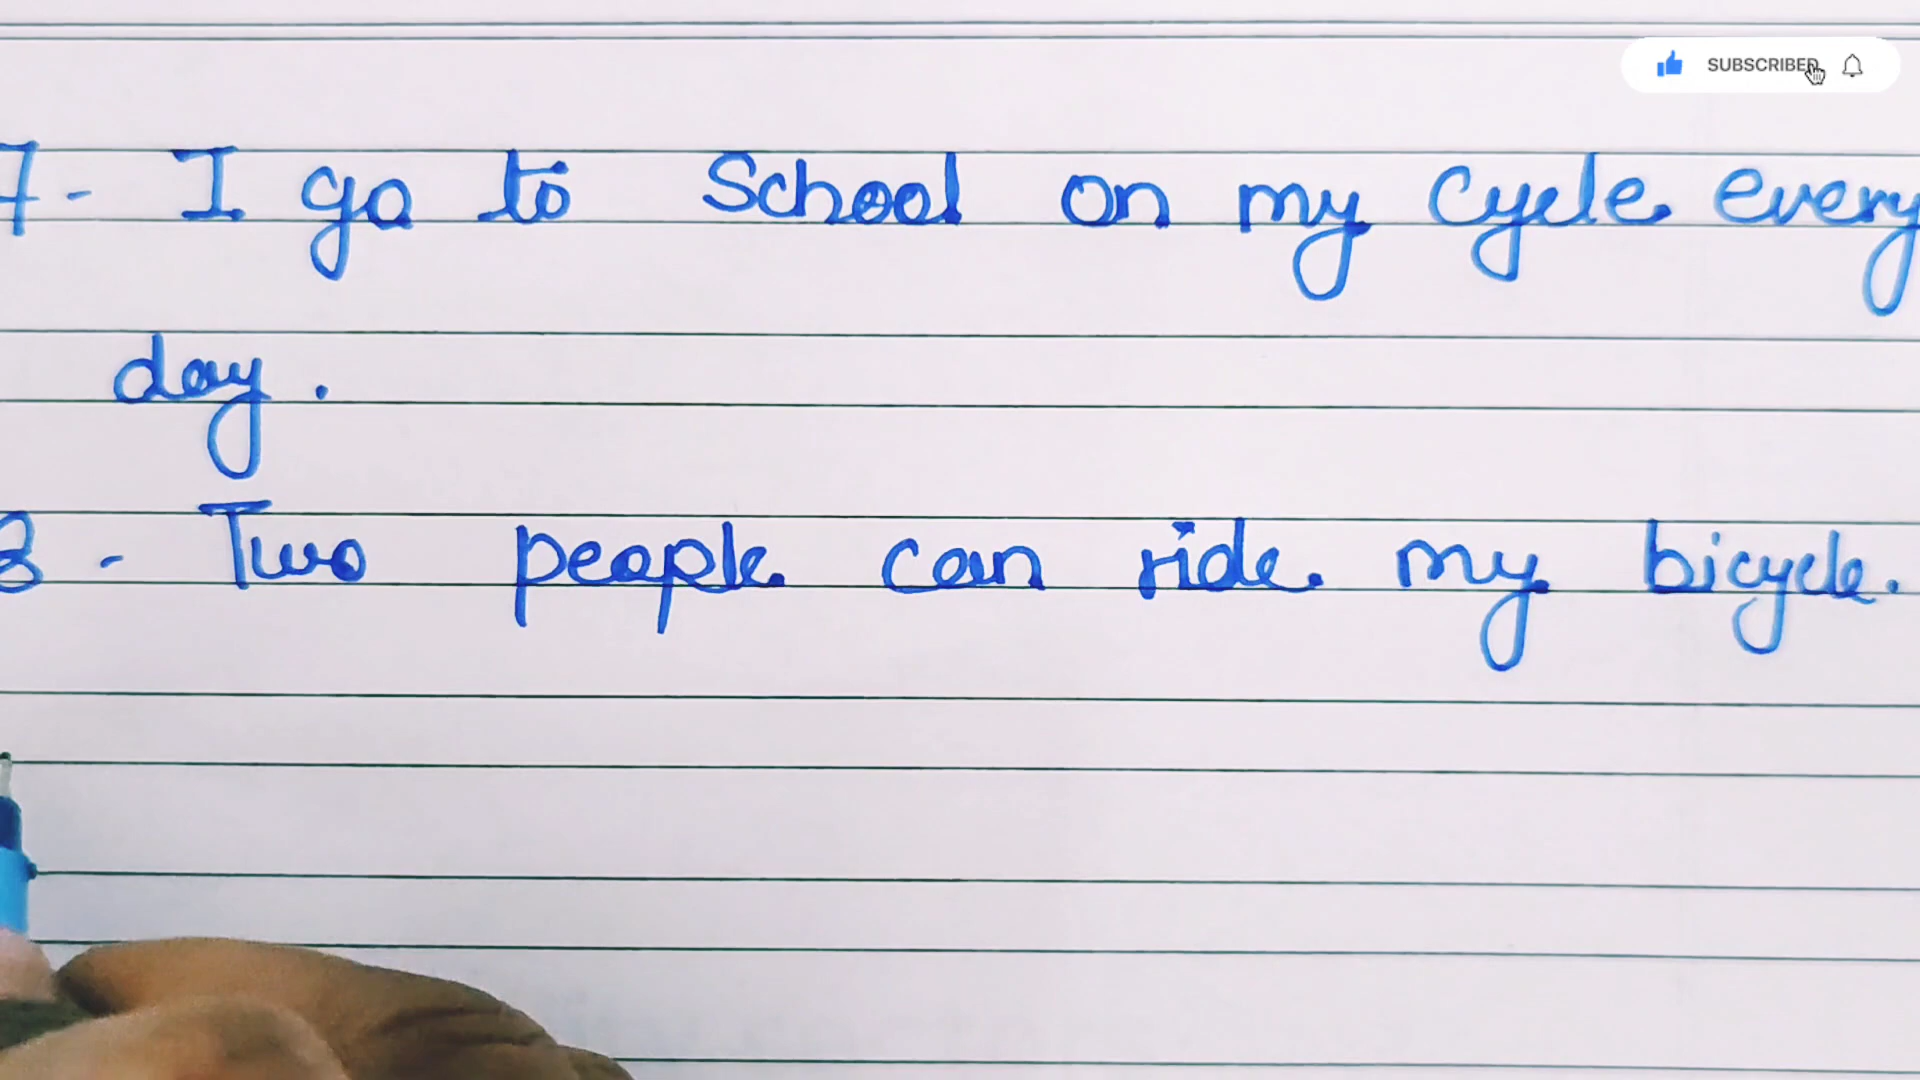 SUBSCRIBED
7- I go to School on my Cycle every
day.
8- Two people can ride my bicycle.